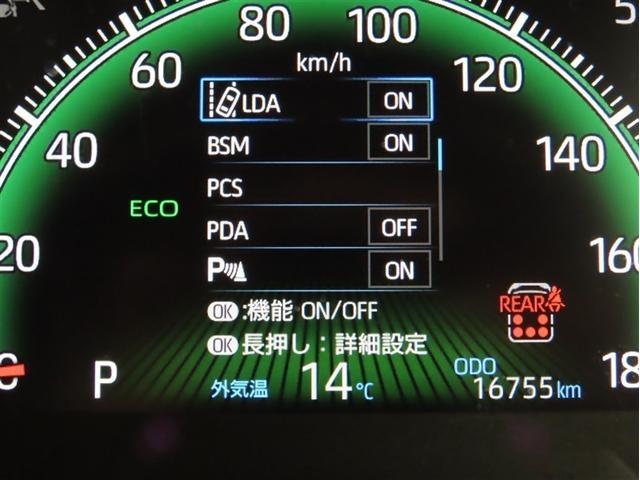 80 100
60 km/h 120
LDA ON
40 BSM ON 140
PCS
ECO
PDA OFF
20 P ON 160
OK:機能 ON/OFF
REAR
OK長押し：詳細設定
P 外気温 14℃
ODO
16755km